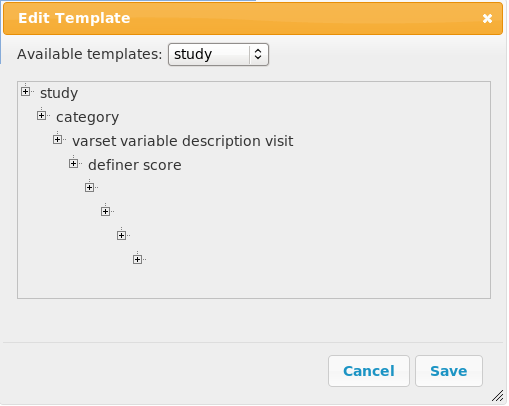 Edit Template
Available templates: study
study
category
varset variable description visit
definer score
Cancel Save